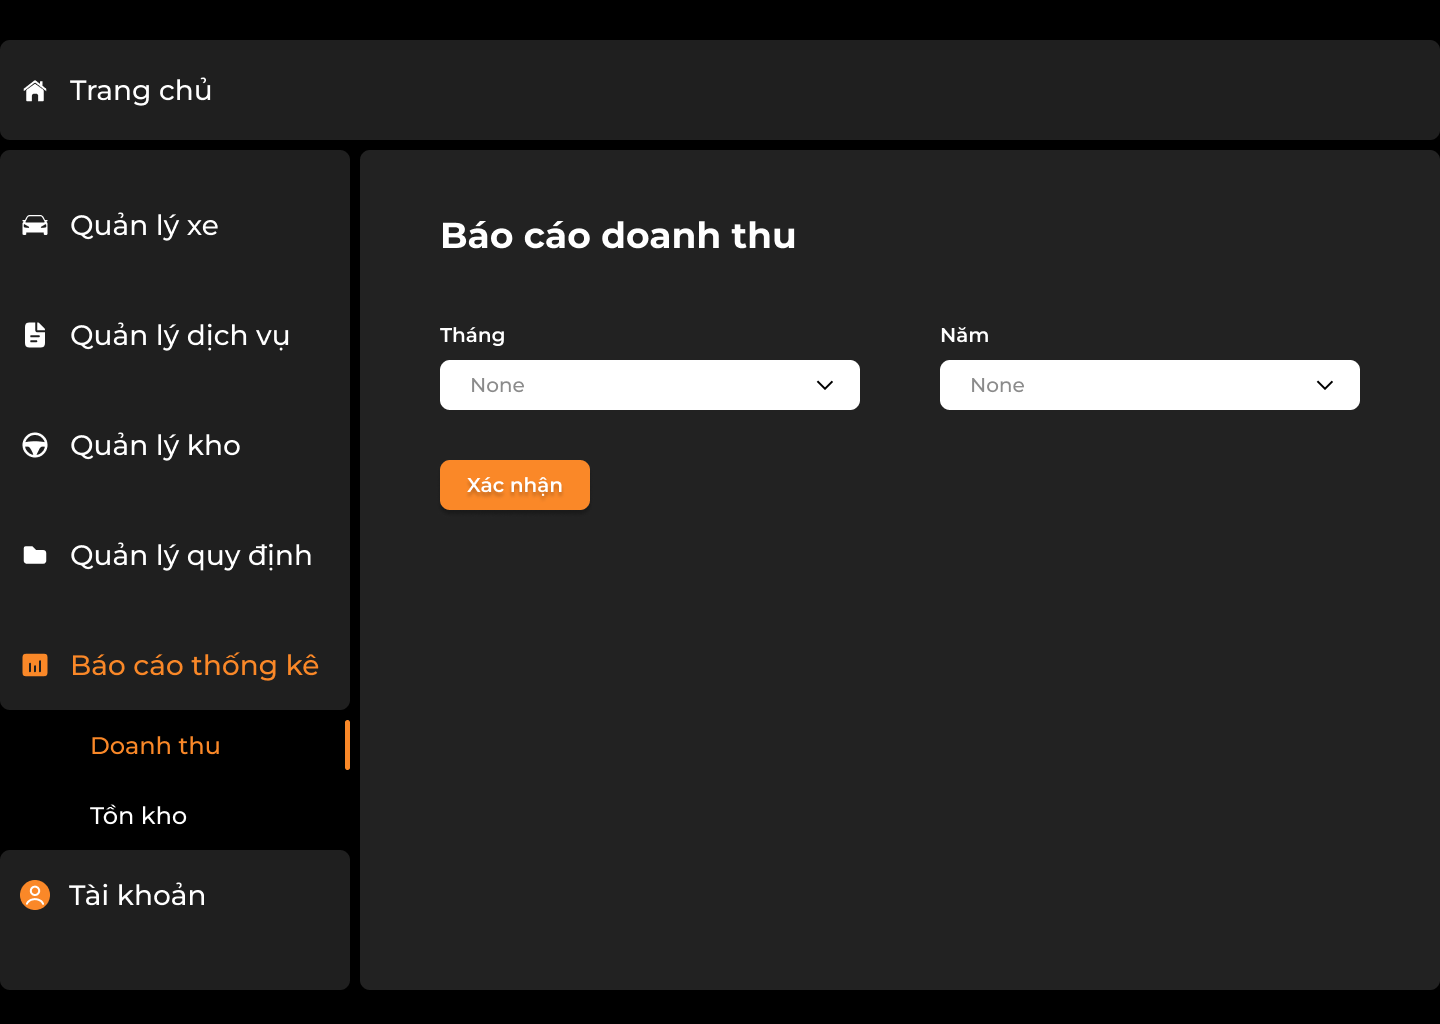 Trang chủ
Quản lý xe
Quản lý dịch vụ
Quản lý kho
Quản lý quy định
Báo cáo thống kê
Doanh thu
Tồn kho
Tài khoản
Báo cáo doanh thu
Tháng
None
Năm
None
Xác nhận